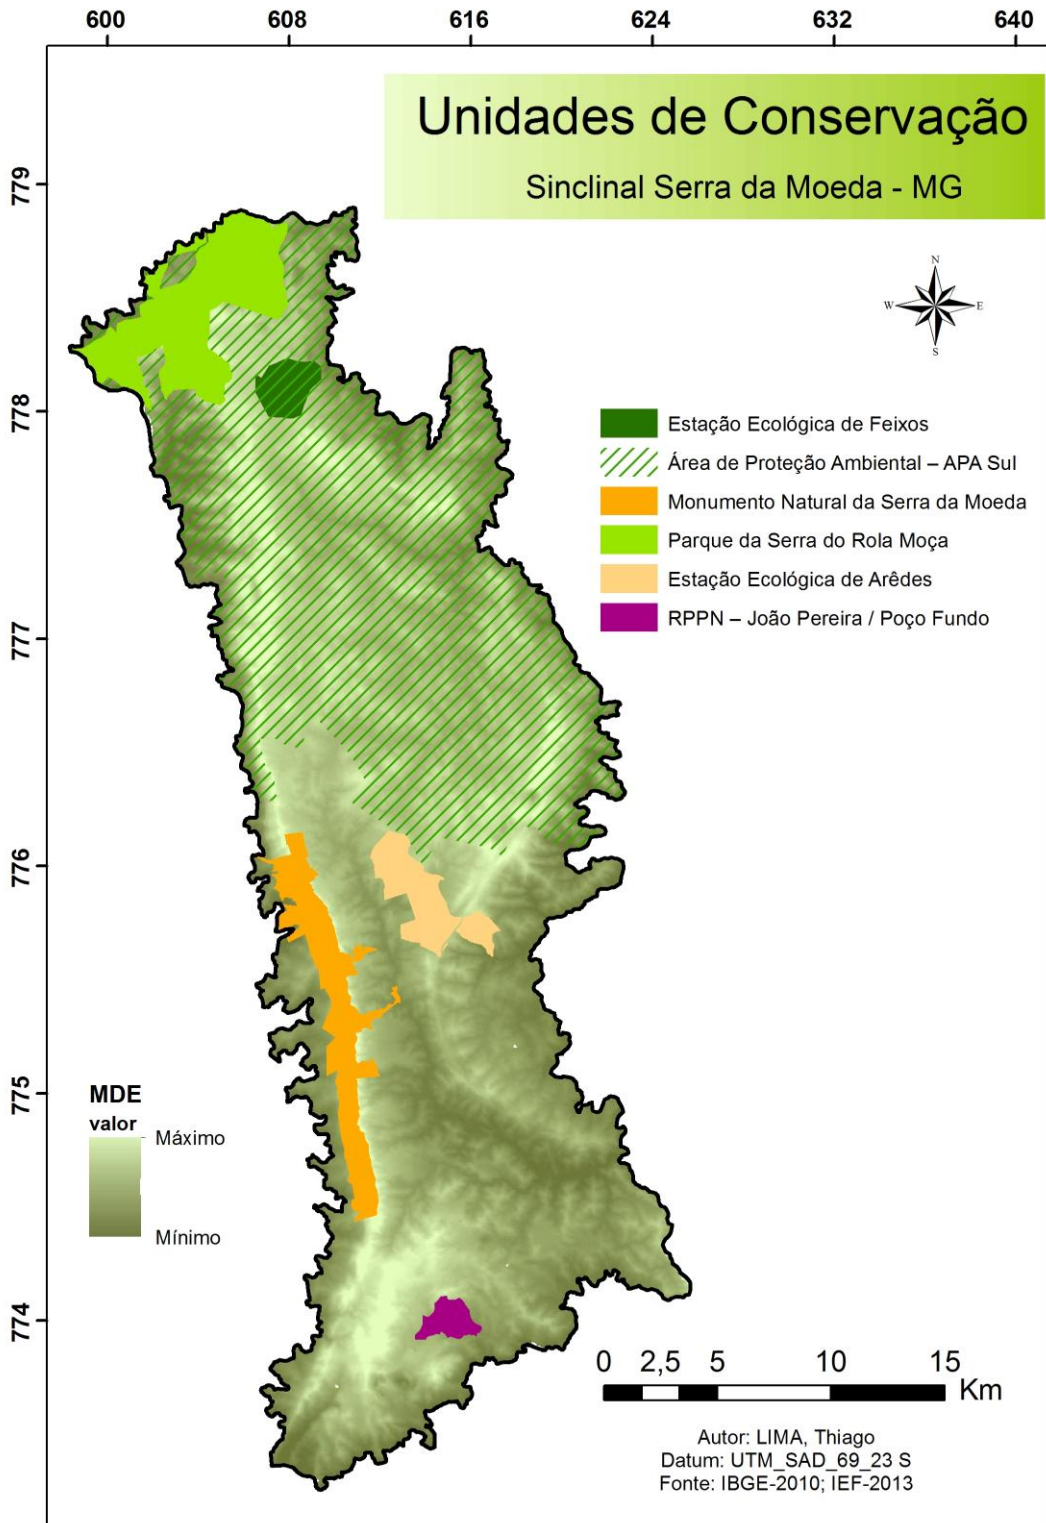 600 608 616 624 632 640
Unidades de Conservação
Sinclinal Serra da Moeda - MG
779
N
W E
S
778
Estação Ecológica de Feixos
Área de Proteção Ambiental – APA Sul
Monumento Natural da Serra da Moeda
Parque da Serra do Rola Moça
Estação Ecológica de Arêdes
RPPN – João Pereira / Poço Fundo
777
776
775
MDE
valor
Máximo
Mínimo
774
0 2,5 5 10 15
Km
Autor: LIMA, Thiago
Datum: UTM_SAD_69_23 S
Fonte: IBGE-2010; IEF-2013